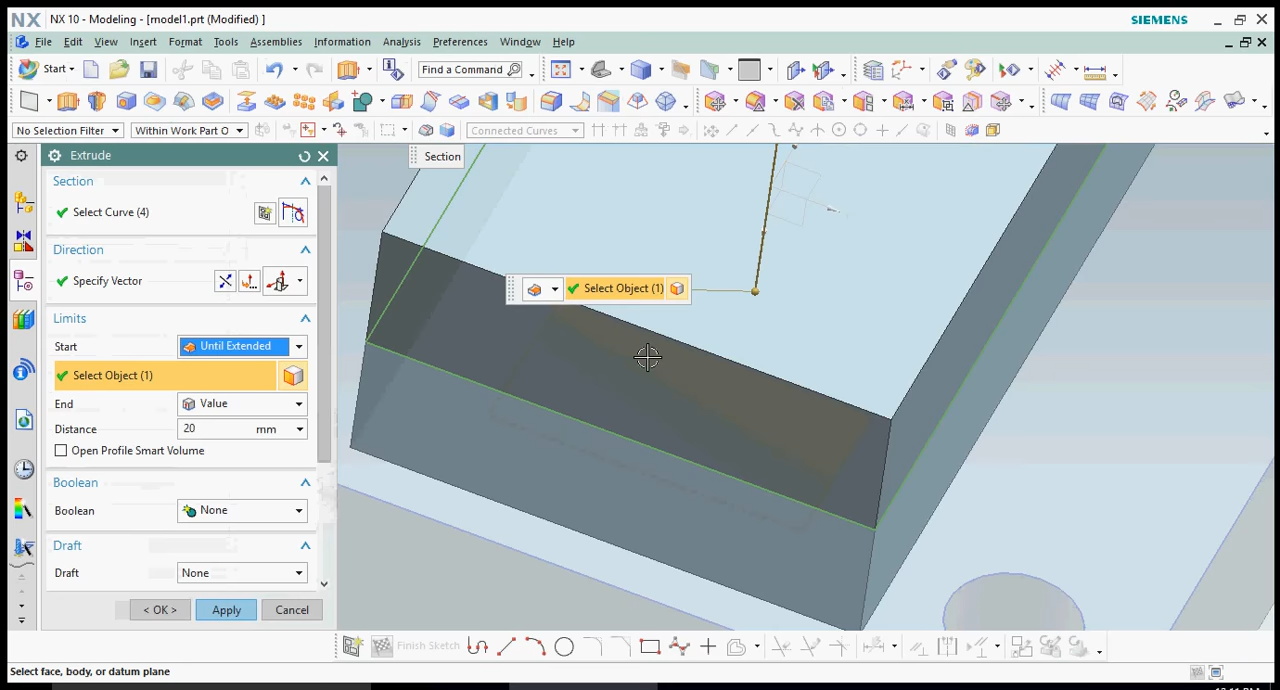 NX NX 10 - Modeling - [model1.prt (Modified) ] SIEMENS
File Edit View Insert Format Tools Assemblies Information Analysis Preferences Window Help
Start Find a Command
No Selection Filter Within Work Part O Connected Curves
Extrude
Section
Section
Select Curve (4)
Direction
Specify Vector
Select Object (1)
Limits
Start Until Extended
Select Object (1)
End Value
Distance 20 mm
Open Profile Smart Volume
Boolean
Boolean None
Draft
Draft None
< OK > Apply Cancel
Finish Sketch
Select face, body, or datum plane